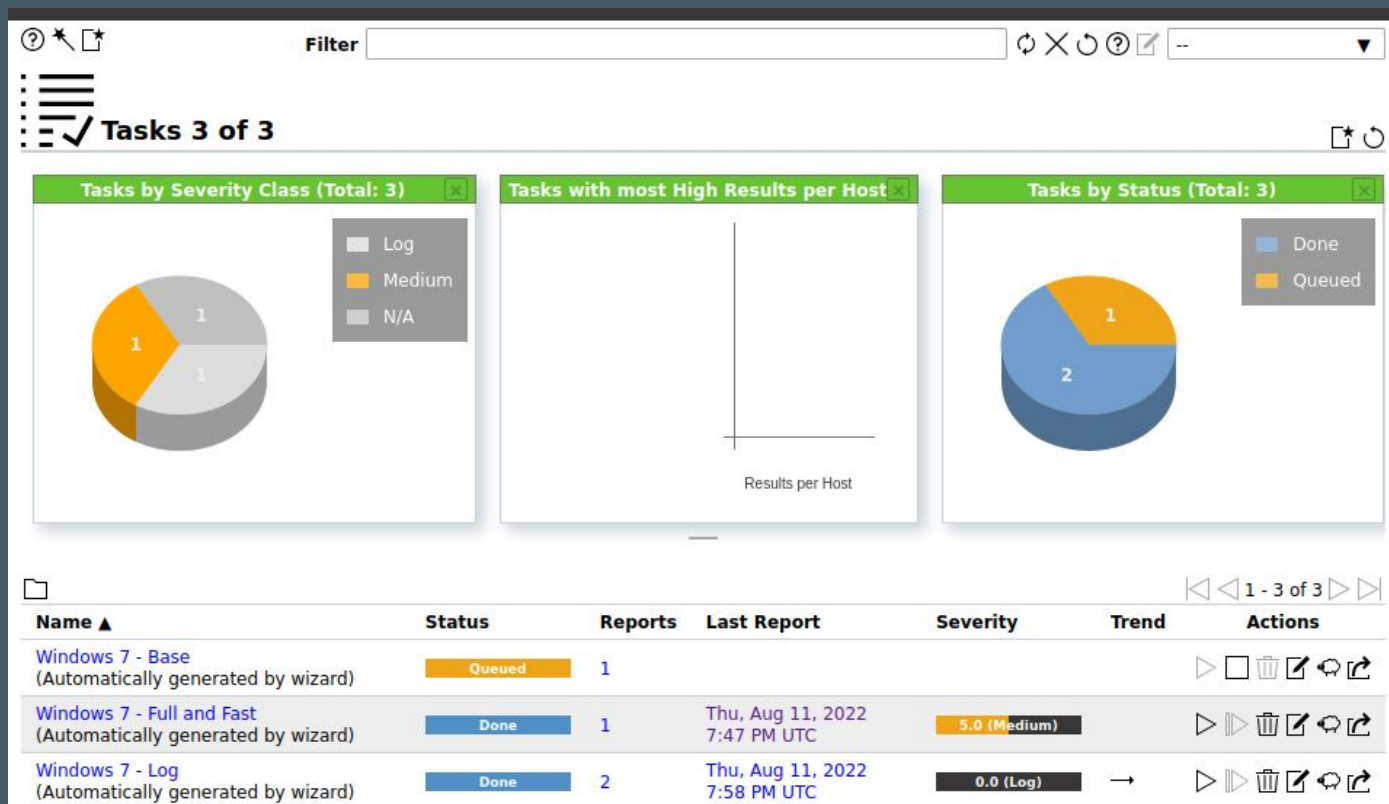 Filter
--
Tasks 3 of 3
Tasks by Severity Class (Total: 3)
Log
Medium
N/A
1
1
1
Tasks with most High Results per Host
Results per Host
Tasks by Status (Total: 3)
Done
Queued
1
2
1 - 3 of 3
Name ▲ Status Reports Last Report Severity Trend Actions
Windows 7 - Base
(Automatically generated by wizard)
Queued 1
Windows 7 - Full and Fast
(Automatically generated by wizard)
Done 1
Thu, Aug 11, 2022
7:47 PM UTC
5.0 (Medium)
Windows 7 - Log
(Automatically generated by wizard)
Done 2
Thu, Aug 11, 2022
7:58 PM UTC
0.0 (Log)